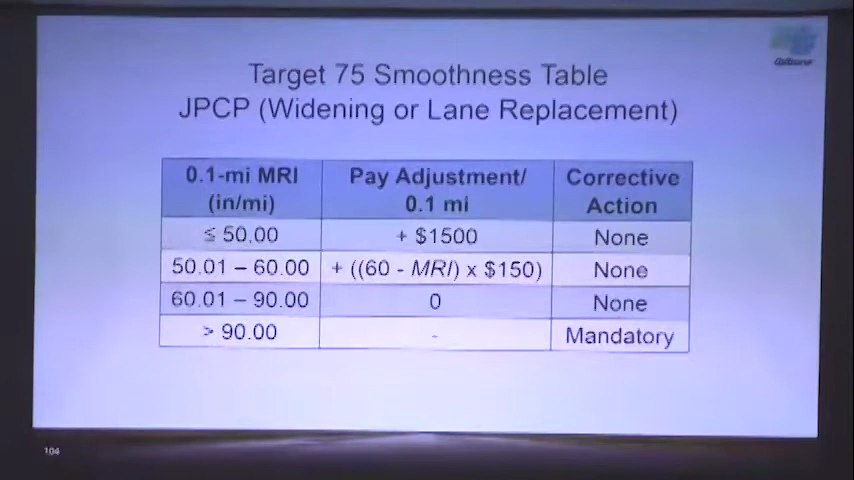 Caltrans
Target 75 Smoothness Table
JPCP (Widening or Lane Replacement)
0.1-mi MRI (in/mi) Pay Adjustment/ 0.1 mi Corrective Action
≤ 50.00 + $1500 None
50.01 – 60.00 + ((60 - MRI) x $150) None
60.01 – 90.00 0 None
> 90.00 - Mandatory
104